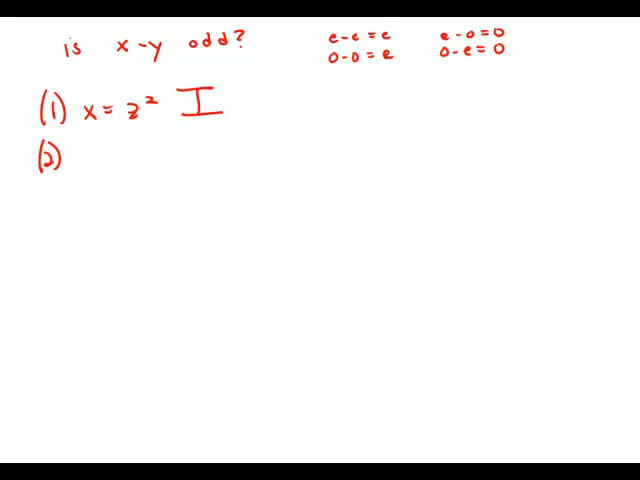 is x-y odd?
e-e=e e-o=o
o-o=e o-e=o
(1) x = z² I
(2)